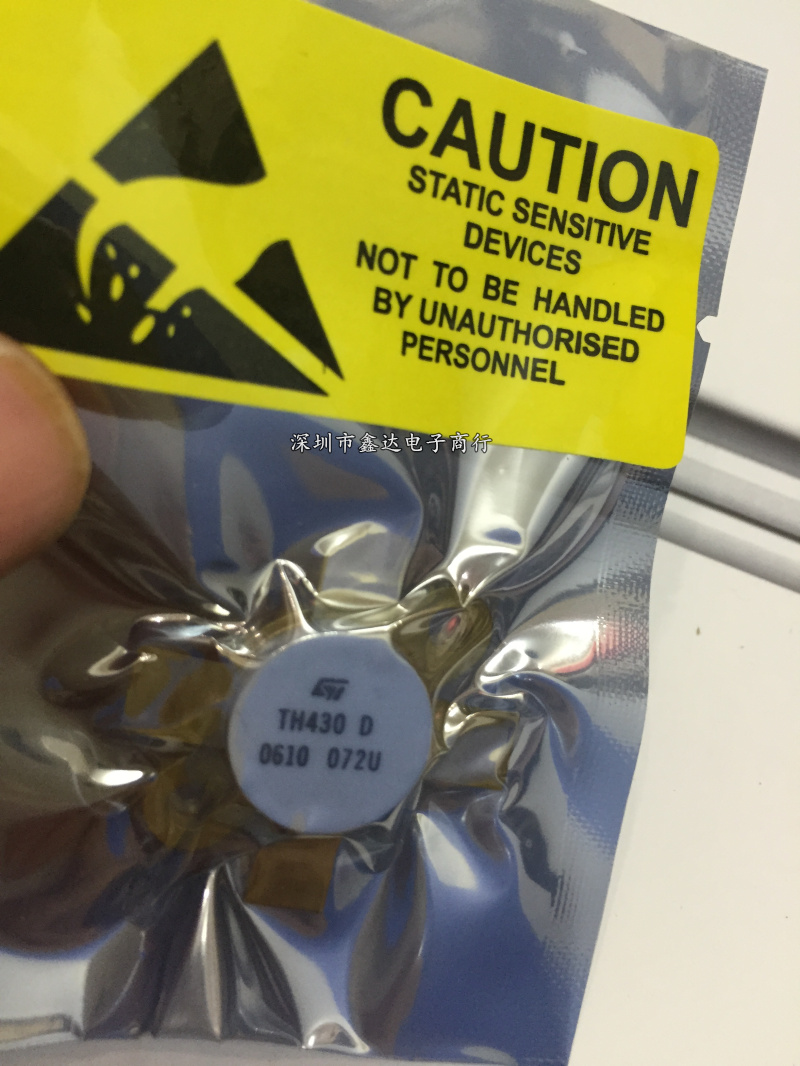 CAUTION
STATIC SENSITIVE
DEVICES
NOT TO BE HANDLED
BY UNAUTHORISED
PERSONNEL
深圳市鑫达电子商行
ST
TH430 D
0610 072U